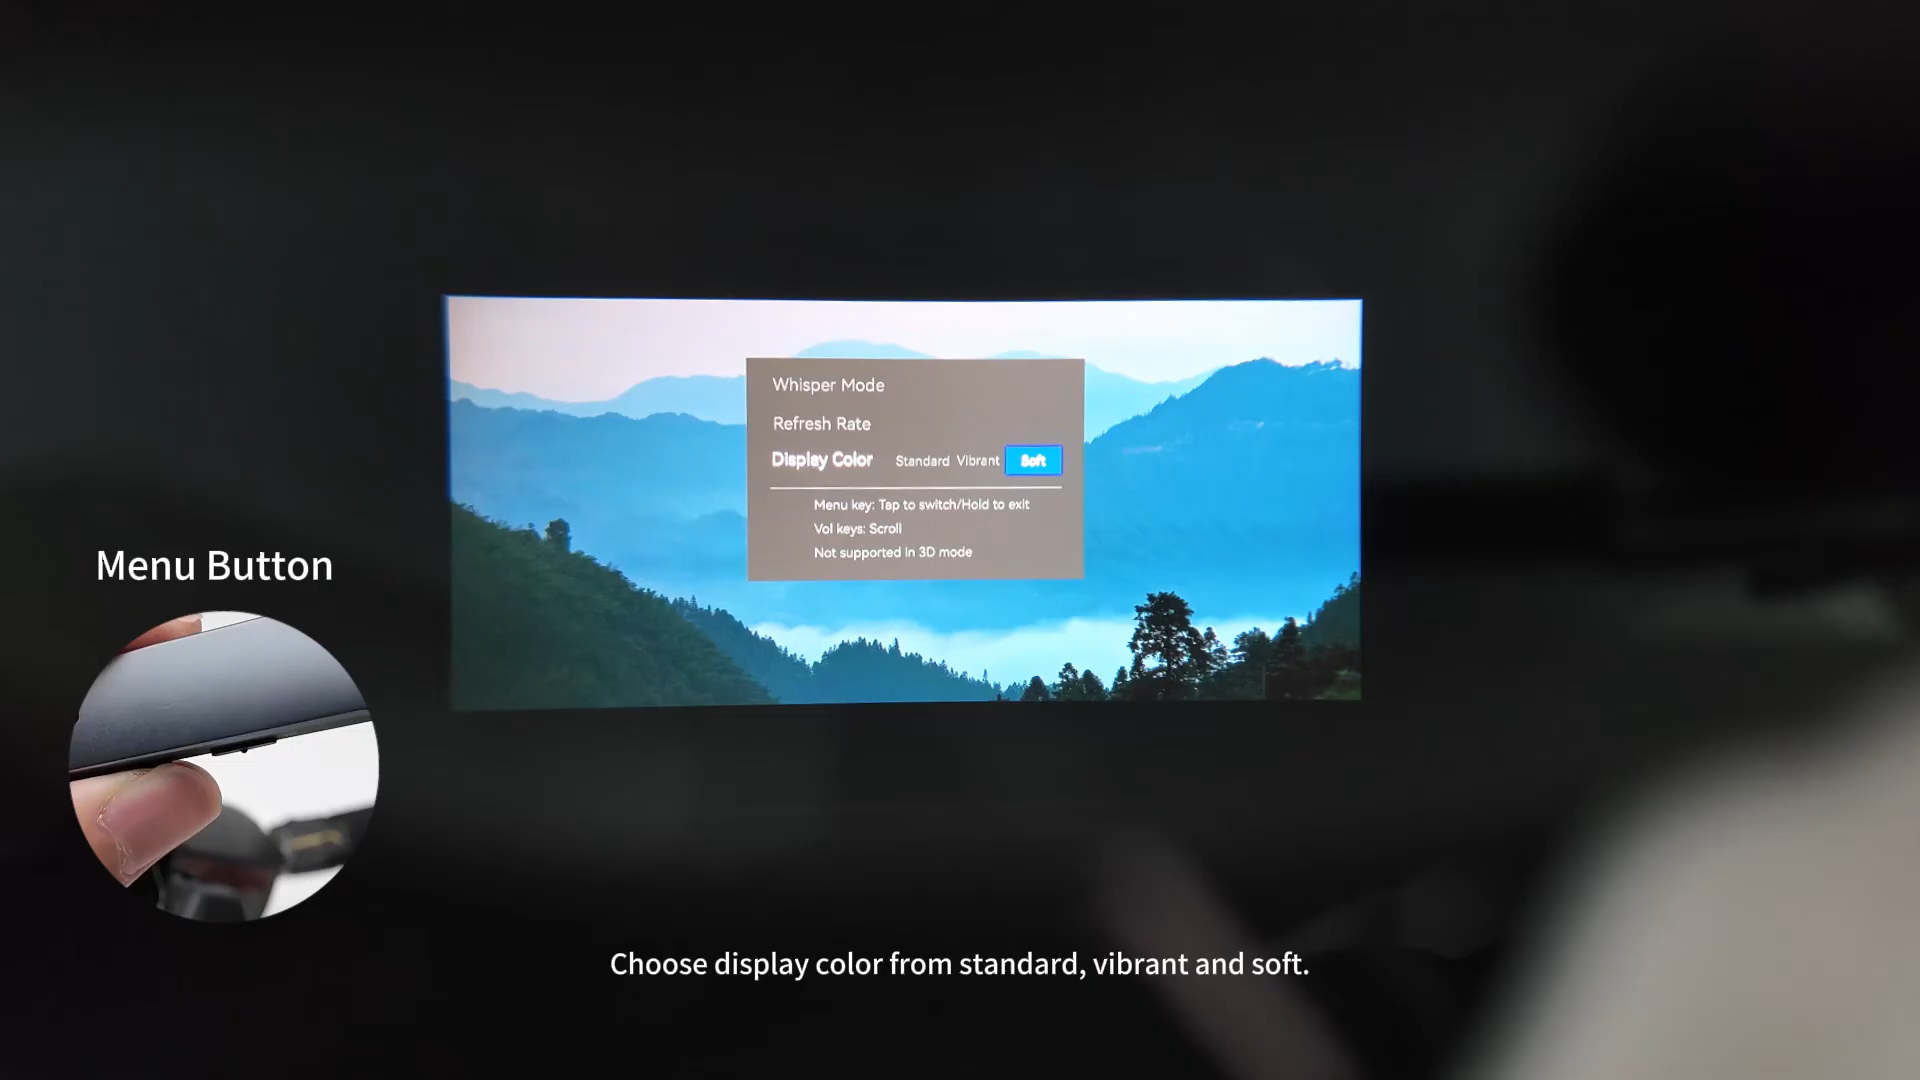 Whisper Mode
Refresh Rate
Display Color Standard Vibrant Soft
Menu key: Tap to switch/Hold to exit
Vol keys: Scroll
Not supported in 3D mode
Menu Button
Choose display color from standard, vibrant and soft.